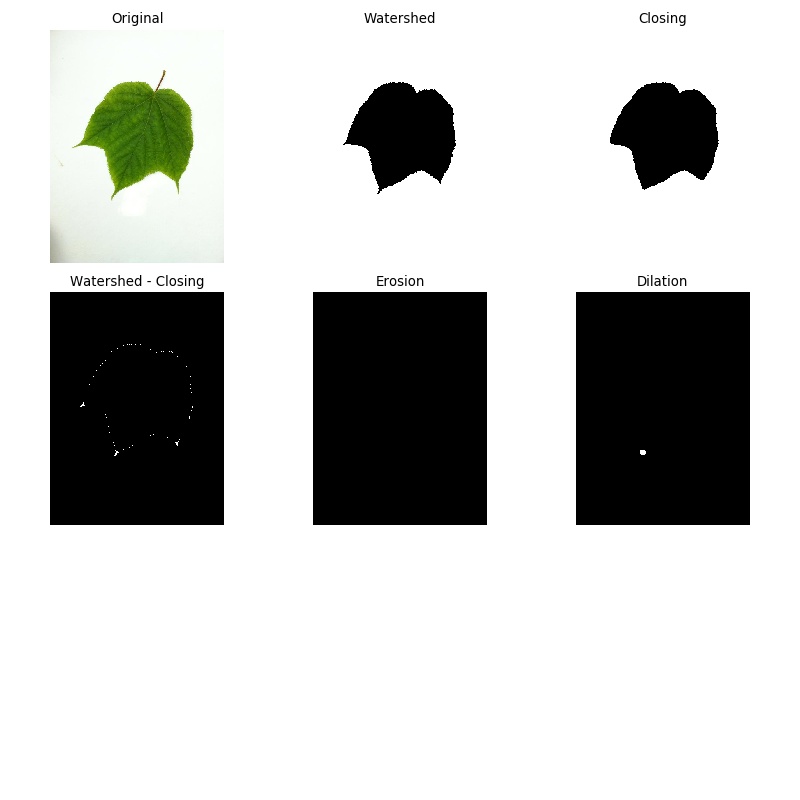 Original
Watershed
Closing
Watershed - Closing
Erosion
Dilation